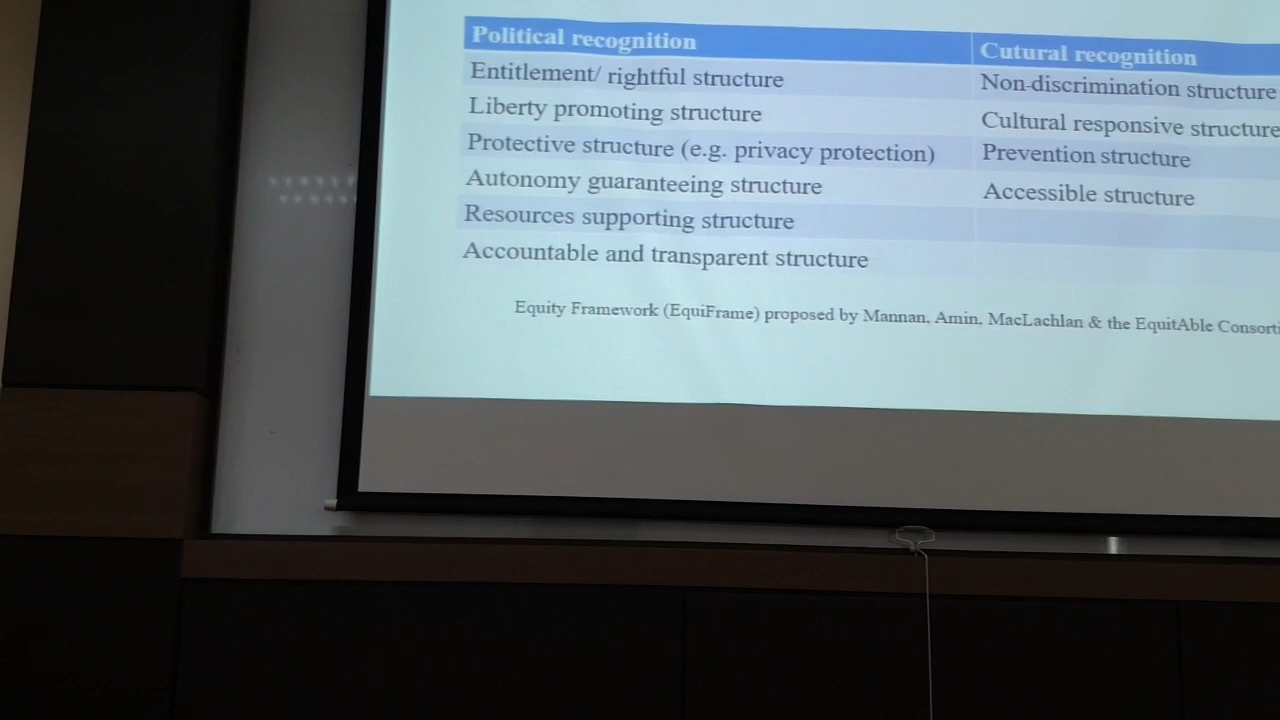 Political recognition Cutural recognition
Entitlement/ rightful structure Non-discrimination structure
Liberty promoting structure Cultural responsive structure
Protective structure (e.g. privacy protection) Prevention structure
Autonomy guaranteeing structure Accessible structure
Resources supporting structure
Accountable and transparent structure
Equity Framework (EquiFrame) proposed by Mannan, Amin, MacLachlan & the EquitAble Consorti